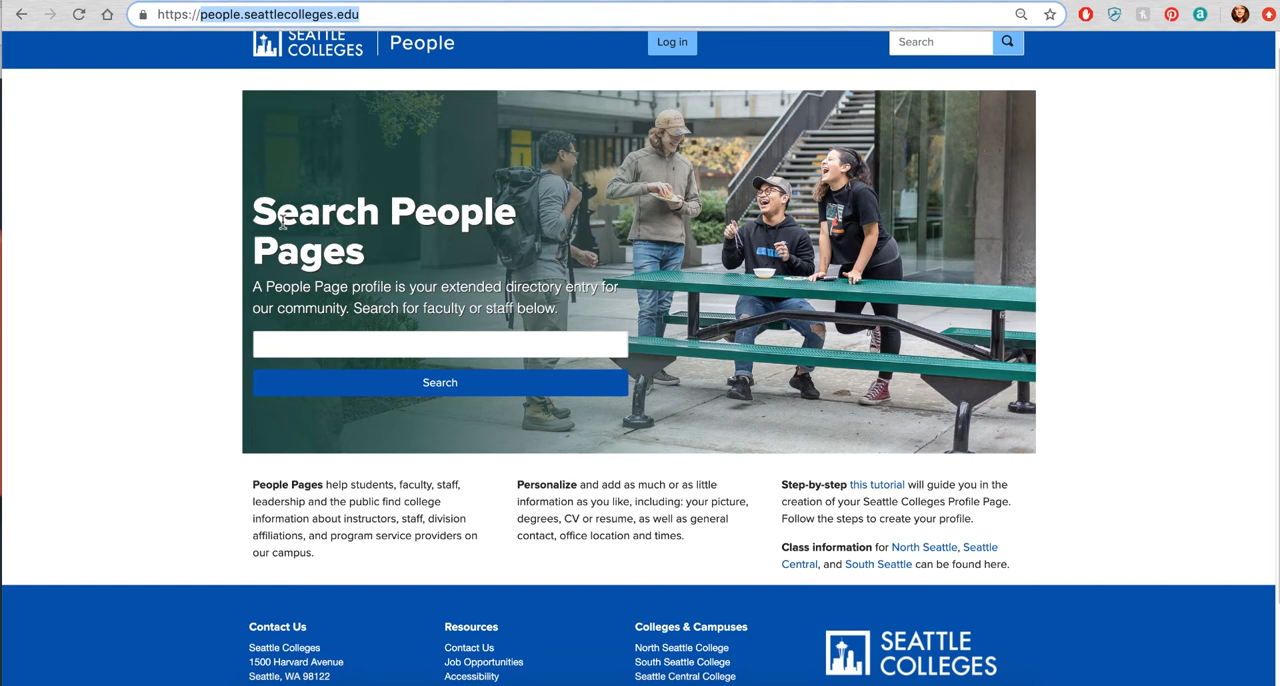 https://people.seattlecolleges.edu
SEATTLE
COLLEGES
People
Log in
Search
Search People
Pages
A People Page profile is your extended directory entry for
our community. Search for faculty or staff below.
Search
People Pages help students, faculty, staff,
leadership and the public find college
information about instructors, staff, division
affiliations, and program service providers on
our campus.
Personalize and add as much or as little
information as you like, including: your picture,
degrees, CV or resume, as well as general
contact, office location and times.
Step-by-step this tutorial will guide you in the
creation of your Seattle Colleges Profile Page.
Follow the steps to create your profile.
Class information for North Seattle, Seattle
Central, and South Seattle can be found here.
Contact Us
Seattle Colleges
1500 Harvard Avenue
Seattle, WA 98122
Resources
Contact Us
Job Opportunities
Accessibility
Colleges & Campuses
North Seattle College
South Seattle College
Seattle Central College
SEATTLE
COLLEGES